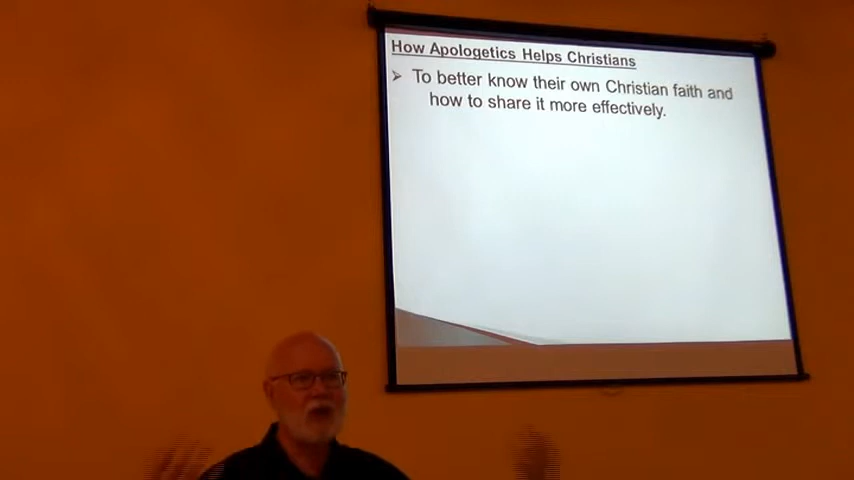 How Apologetics Helps Christians
➢ To better know their own Christian faith and
how to share it more effectively.